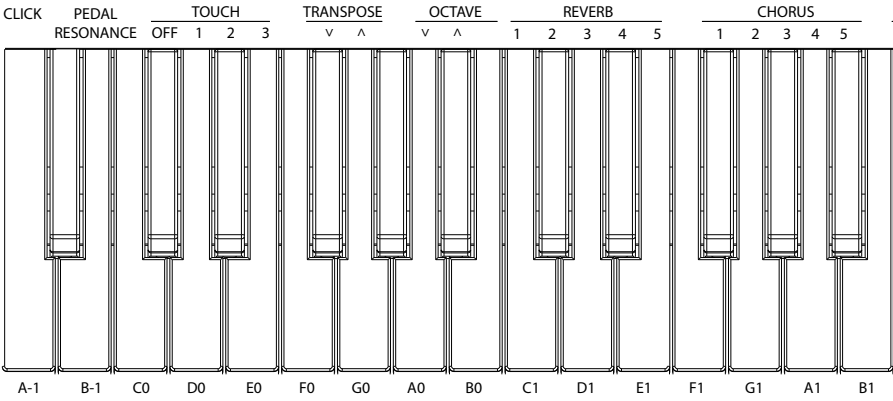 CLICK PEDAL TOUCH TRANSPOSE OCTAVE REVERB CHORUS
RESONANCE OFF 1 2 3 ˅ ˄ ˅ ˄ 1 2 3 4 5 1 2 3 4 5
A-1 B-1 C0 D0 E0 F0 G0 A0 B0 C1 D1 E1 F1 G1 A1 B1